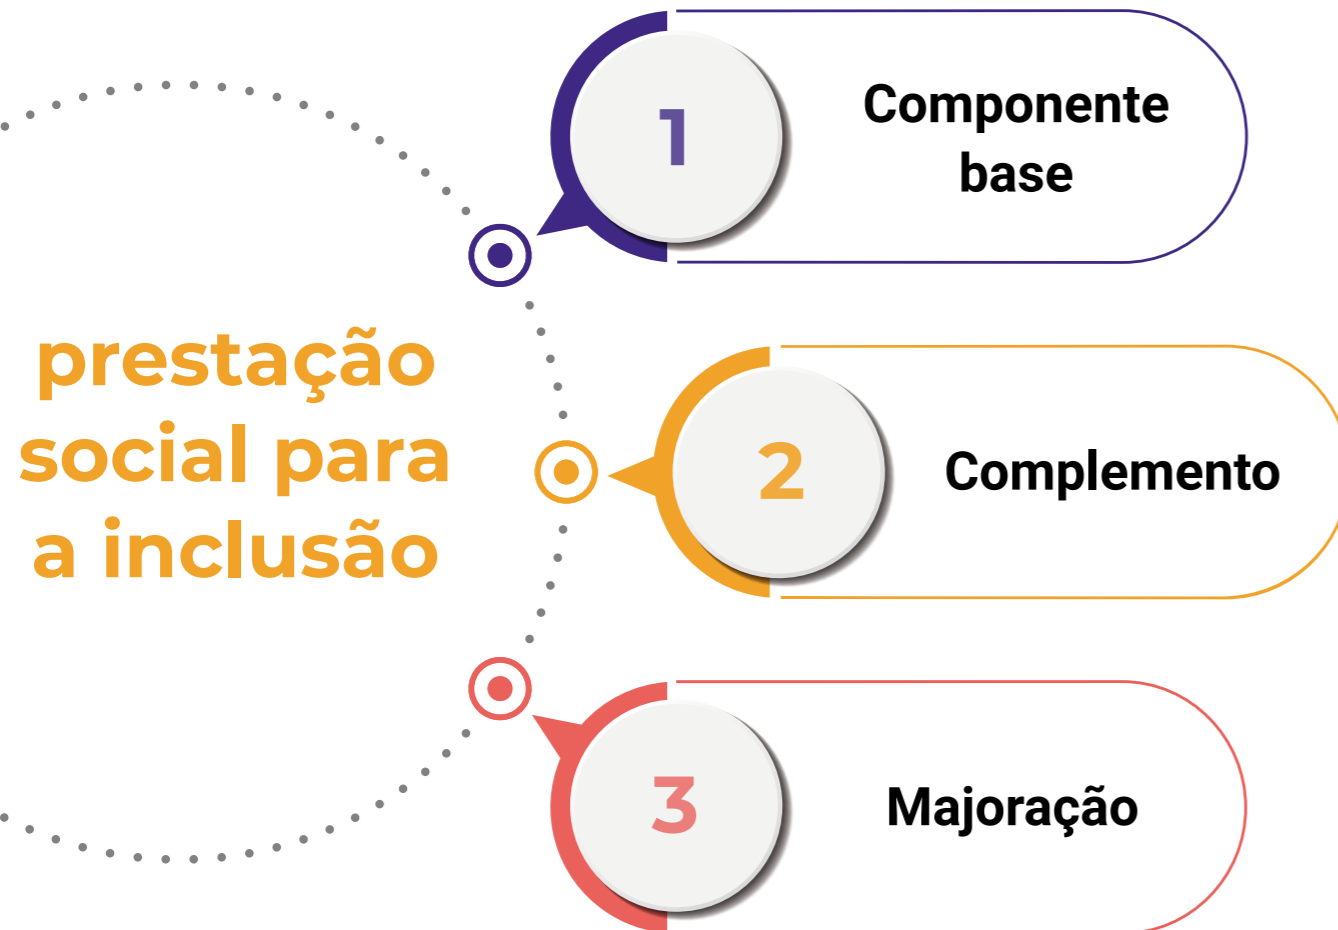 prestação
social para
a inclusão
1
Componente
base
2
Complemento
3
Majoração